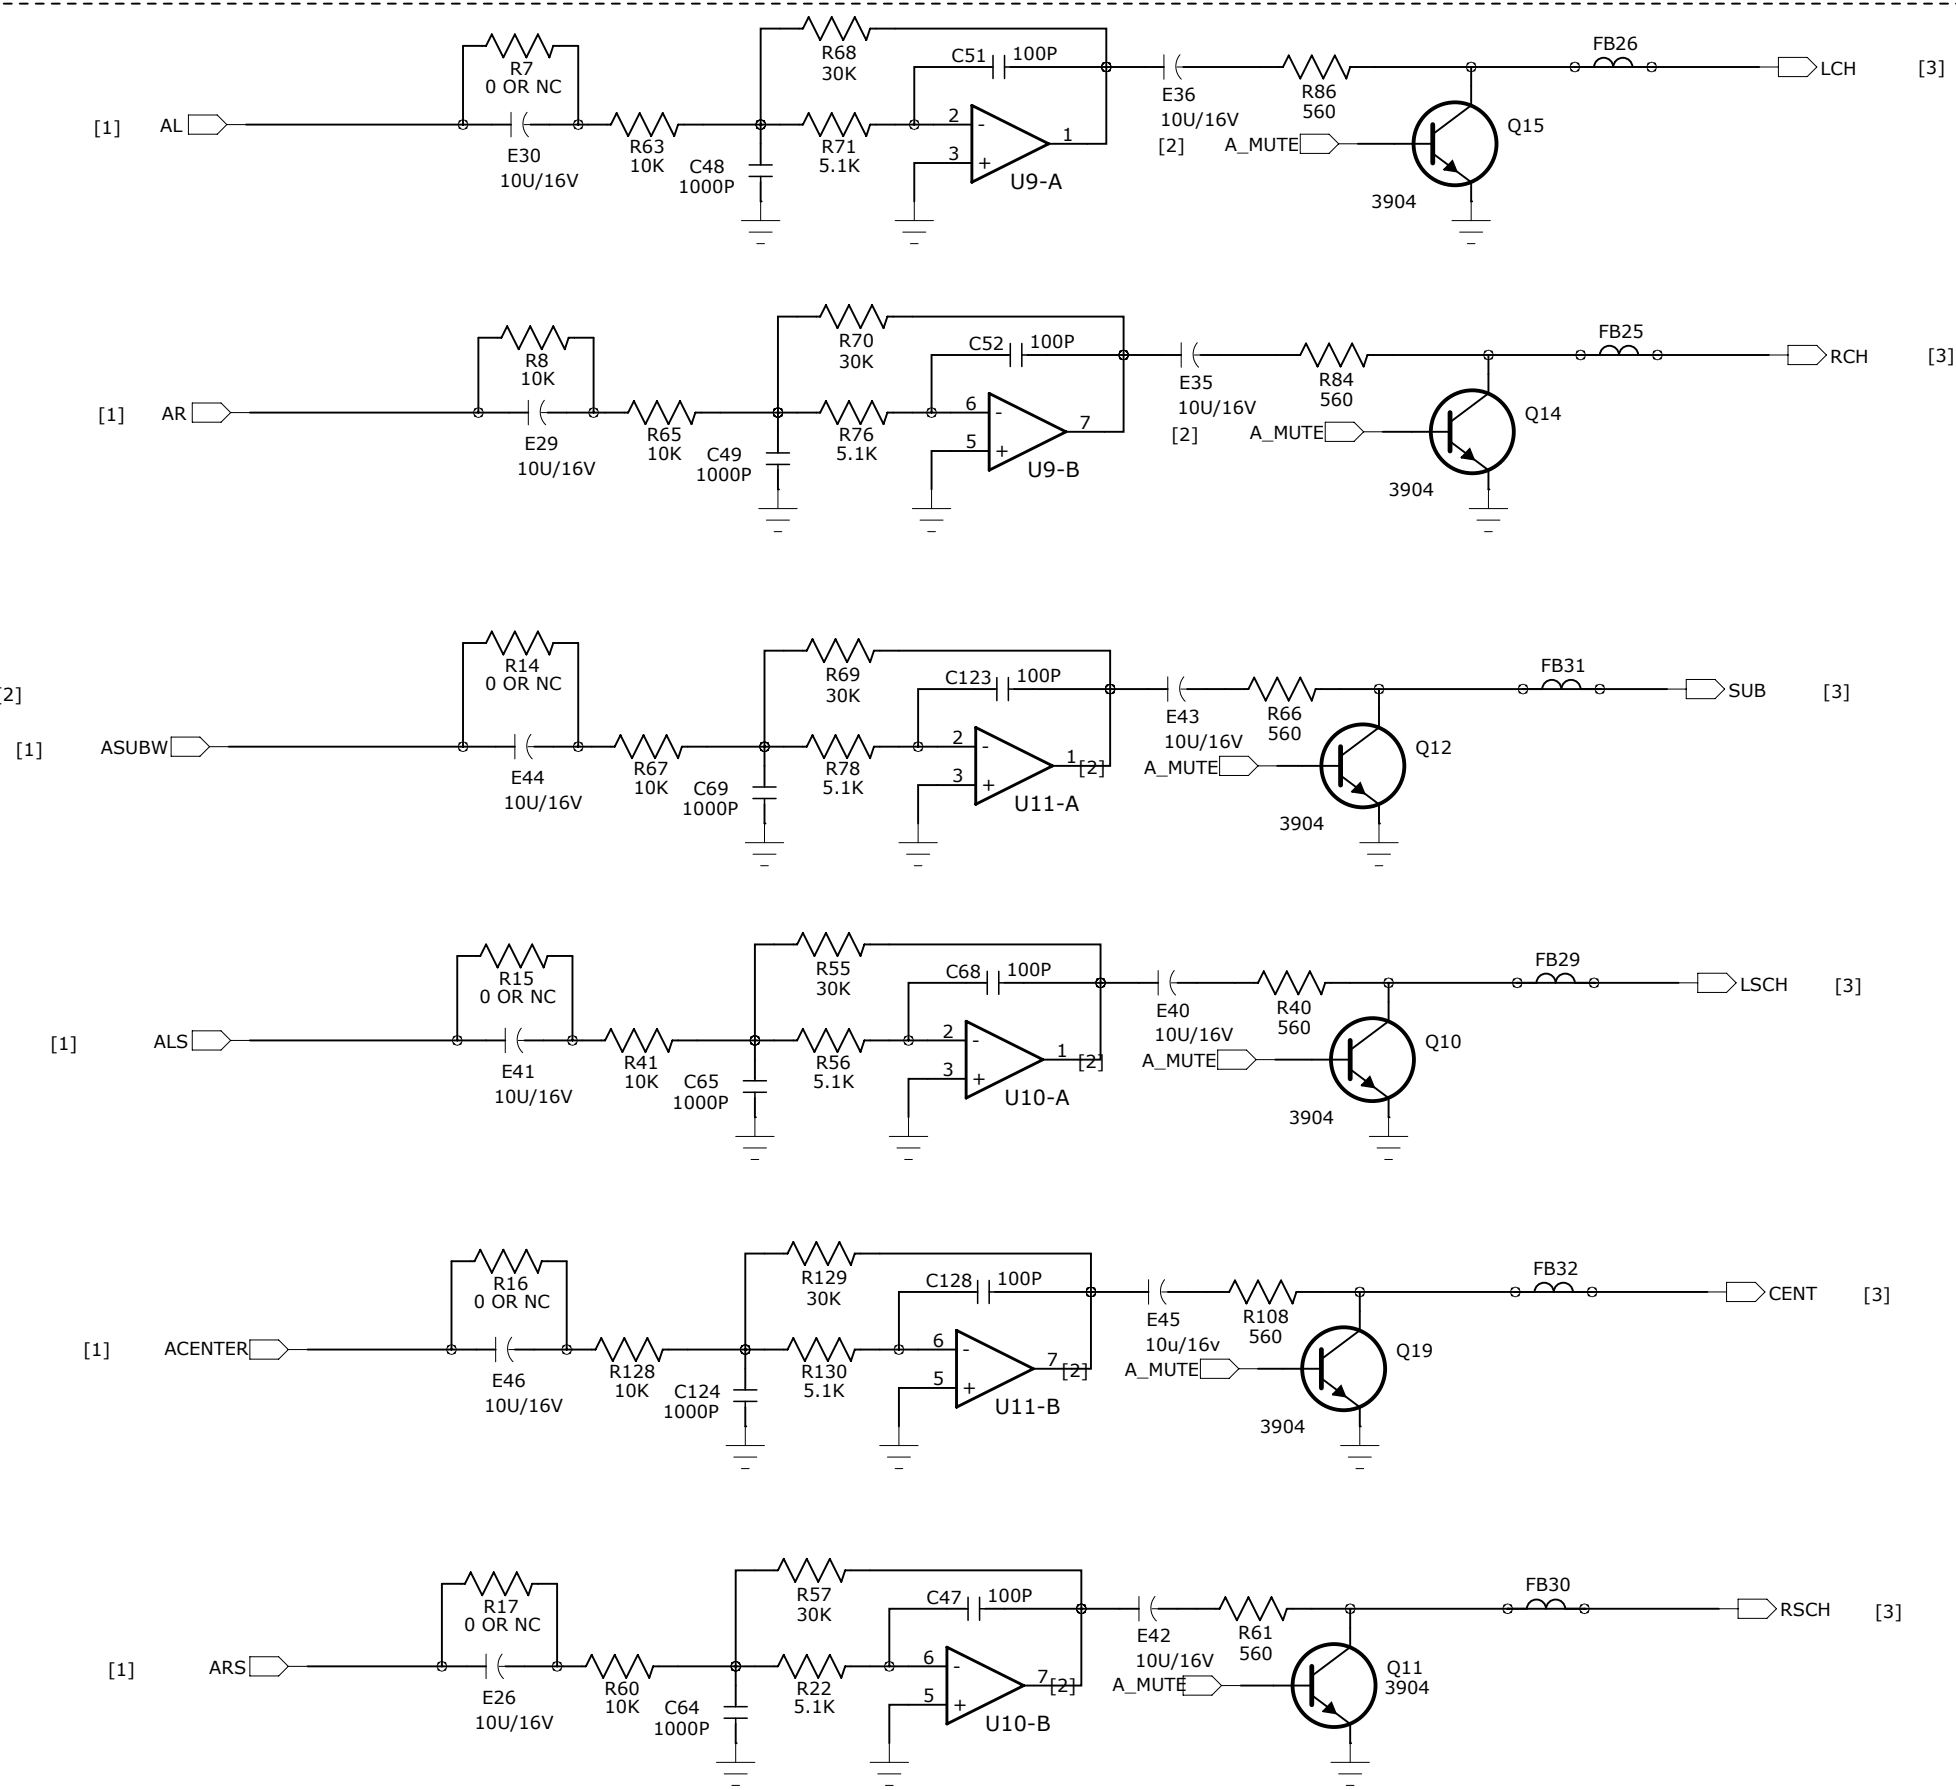 R68
30K
C51 100P
FB26
R7
0 OR NC
LCH [3]
E36
10U/16V
R86
560
[1] AL
E30
10U/16V
R63
10K
C48
1000P
R71
5.1K
2
-
3
+
1
U9-A
[2] A_MUTE
Q15
3904
R70
30K
C52 100P
FB25
R8
10K
RCH [3]
E35
10U/16V
R84
560
[1] AR
E29
10U/16V
R65
10K
C49
1000P
R76
5.1K
6
-
5
+
7
U9-B
[2] A_MUTE
Q14
3904
R14
0 OR NC
R69
30K
C123 100P
FB31
SUB [3]
[2]
E43
10U/16V
R66
560
[1] ASUBW
E44
10U/16V
R67
10K
C69
1000P
R78
5.1K
2
-
3
+
1
[2]
U11-A
A_MUTE
Q12
3904
R55
30K
C68 100P
FB29
R15
0 OR NC
LSCH [3]
E40
10U/16V
R40
560
[1] ALS
E41
10U/16V
R41
10K
C65
1000P
R56
5.1K
2
-
3
+
1
[2]
U10-A
A_MUTE
Q10
3904
R129
30K
C128 100P
FB32
R16
0 OR NC
CENT [3]
E45
10u/16v
R108
560
[1] ACENTER
E46
10U/16V
R128
10K
C124
1000P
R130
5.1K
6
-
5
+
7
[2]
U11-B
A_MUTE
Q19
3904
R57
30K
C47 100P
FB30
R17
0 OR NC
RSCH [3]
E42
10U/16V
R61
560
[1] ARS
E26
10U/16V
R60
10K
C64
1000P
R22
5.1K
6
-
5
+
7
[2]
U10-B
A_MUTE
Q11
3904